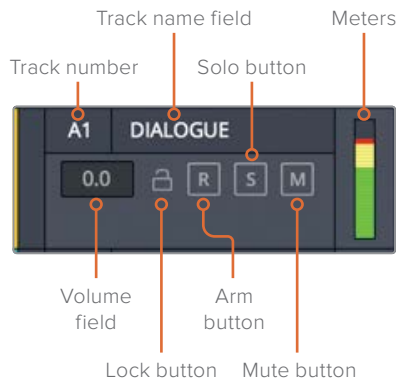 Track name field
Meters
Track number
Solo button
A1 DIALOGUE
0.0 R S M
Volume
field
Arm
button
Lock button
Mute button